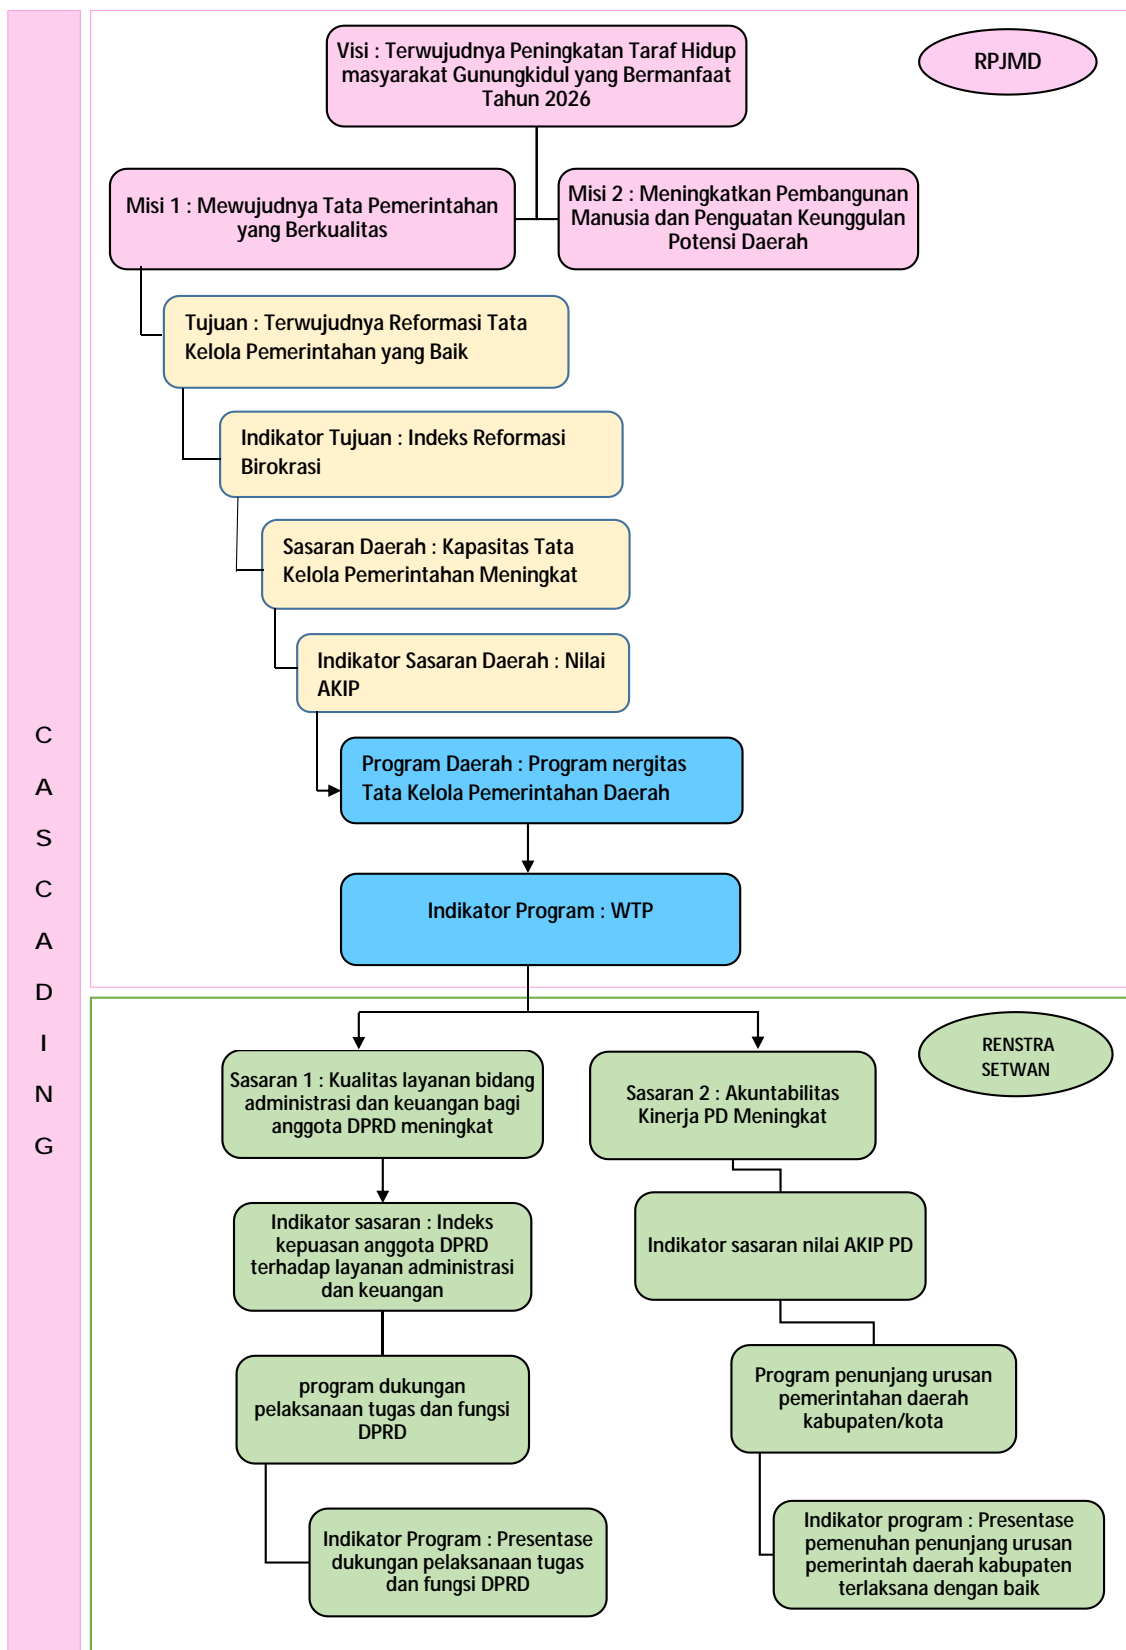 Visi : Terwujudnya Peningkatan Taraf Hidup
masyarakat Gunungkidul yang Bermanfaat
Tahun 2026
RPJMD
Misi 1 : Mewujudnya Tata Pemerintahan
yang Berkualitas
Misi 2 : Meningkatkan Pembangunan
Manusia dan Penguatan Keunggulan
Potensi Daerah
Tujuan : Terwujudnya Reformasi Tata
Kelola Pemerintahan yang Baik
Indikator Tujuan : Indeks Reformasi
Birokrasi
Sasaran Daerah : Kapasitas Tata
Kelola Pemerintahan Meningkat
Indikator Sasaran Daerah : Nilai
AKIP
Program Daerah : Program nergitas
Tata Kelola Pemerintahan Daerah
Indikator Program : WTP
C
A
S
C
A
D
I
N
G
RENSTRA
SETWAN
Sasaran 1 : Kualitas layanan bidang
administrasi dan keuangan bagi
anggota DPRD meningkat
Sasaran 2 : Akuntabilitas
Kinerja PD Meningkat
Indikator sasaran : Indeks
kepuasan anggota DPRD
terhadap layanan administrasi
dan keuangan
Indikator sasaran nilai AKIP PD
program dukungan
pelaksanaan tugas dan fungsi
DPRD
Program penunjang urusan
pemerintahan daerah
kabupaten/kota
Indikator Program : Presentase
dukungan pelaksanaan tugas
dan fungsi DPRD
Indikator program : Presentase
pemenuhan penunjang urusan
pemerintah daerah kabupaten
terlaksana dengan baik